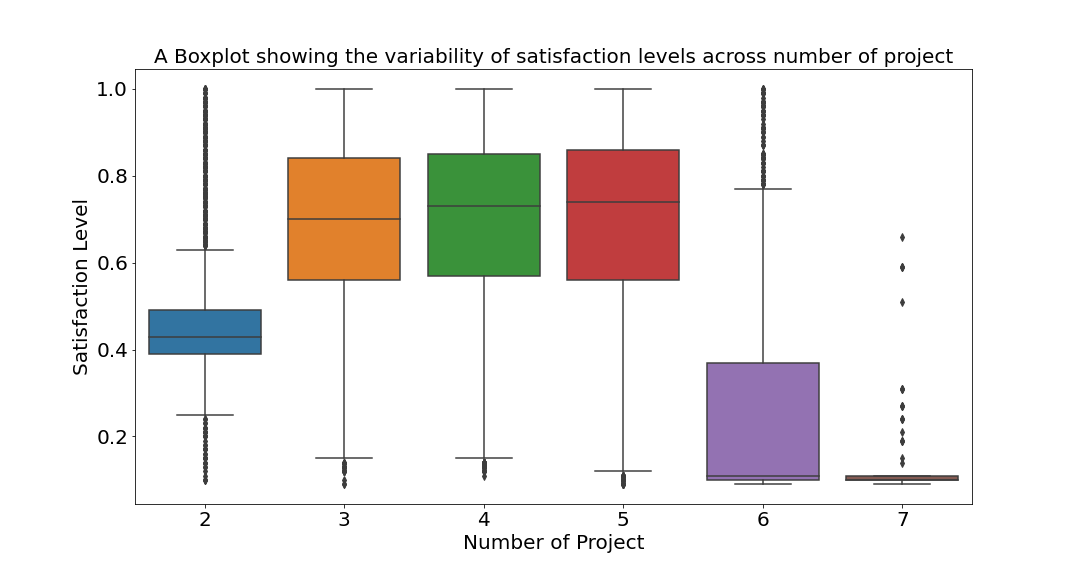 A Boxplot showing the variability of satisfaction levels across number of project
1.0
0.8
0.6
0.4
0.2
Satisfaction Level
2 3 4 5 6 7
Number of Project